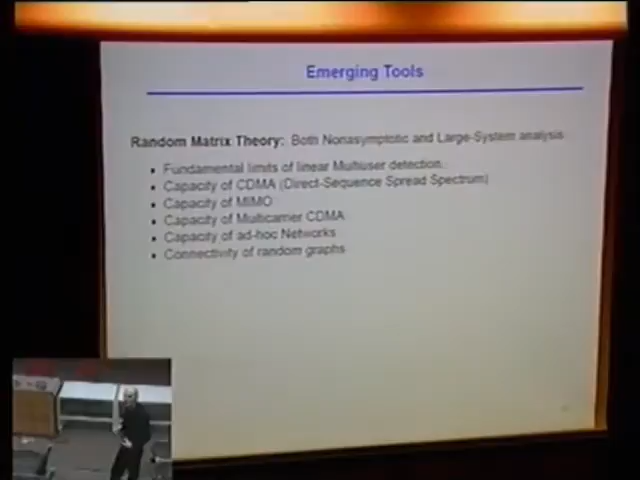 Emerging Tools
Random Matrix Theory: Both Nonasymptotic and Large-System analysis
• Fundamental limits of linear Multiuser detection.
• Capacity of CDMA (Direct-Sequence Spread Spectrum)
• Capacity of MIMO
• Capacity of Multicarrier CDMA
• Capacity of ad-hoc Networks
• Connectivity of random graphs